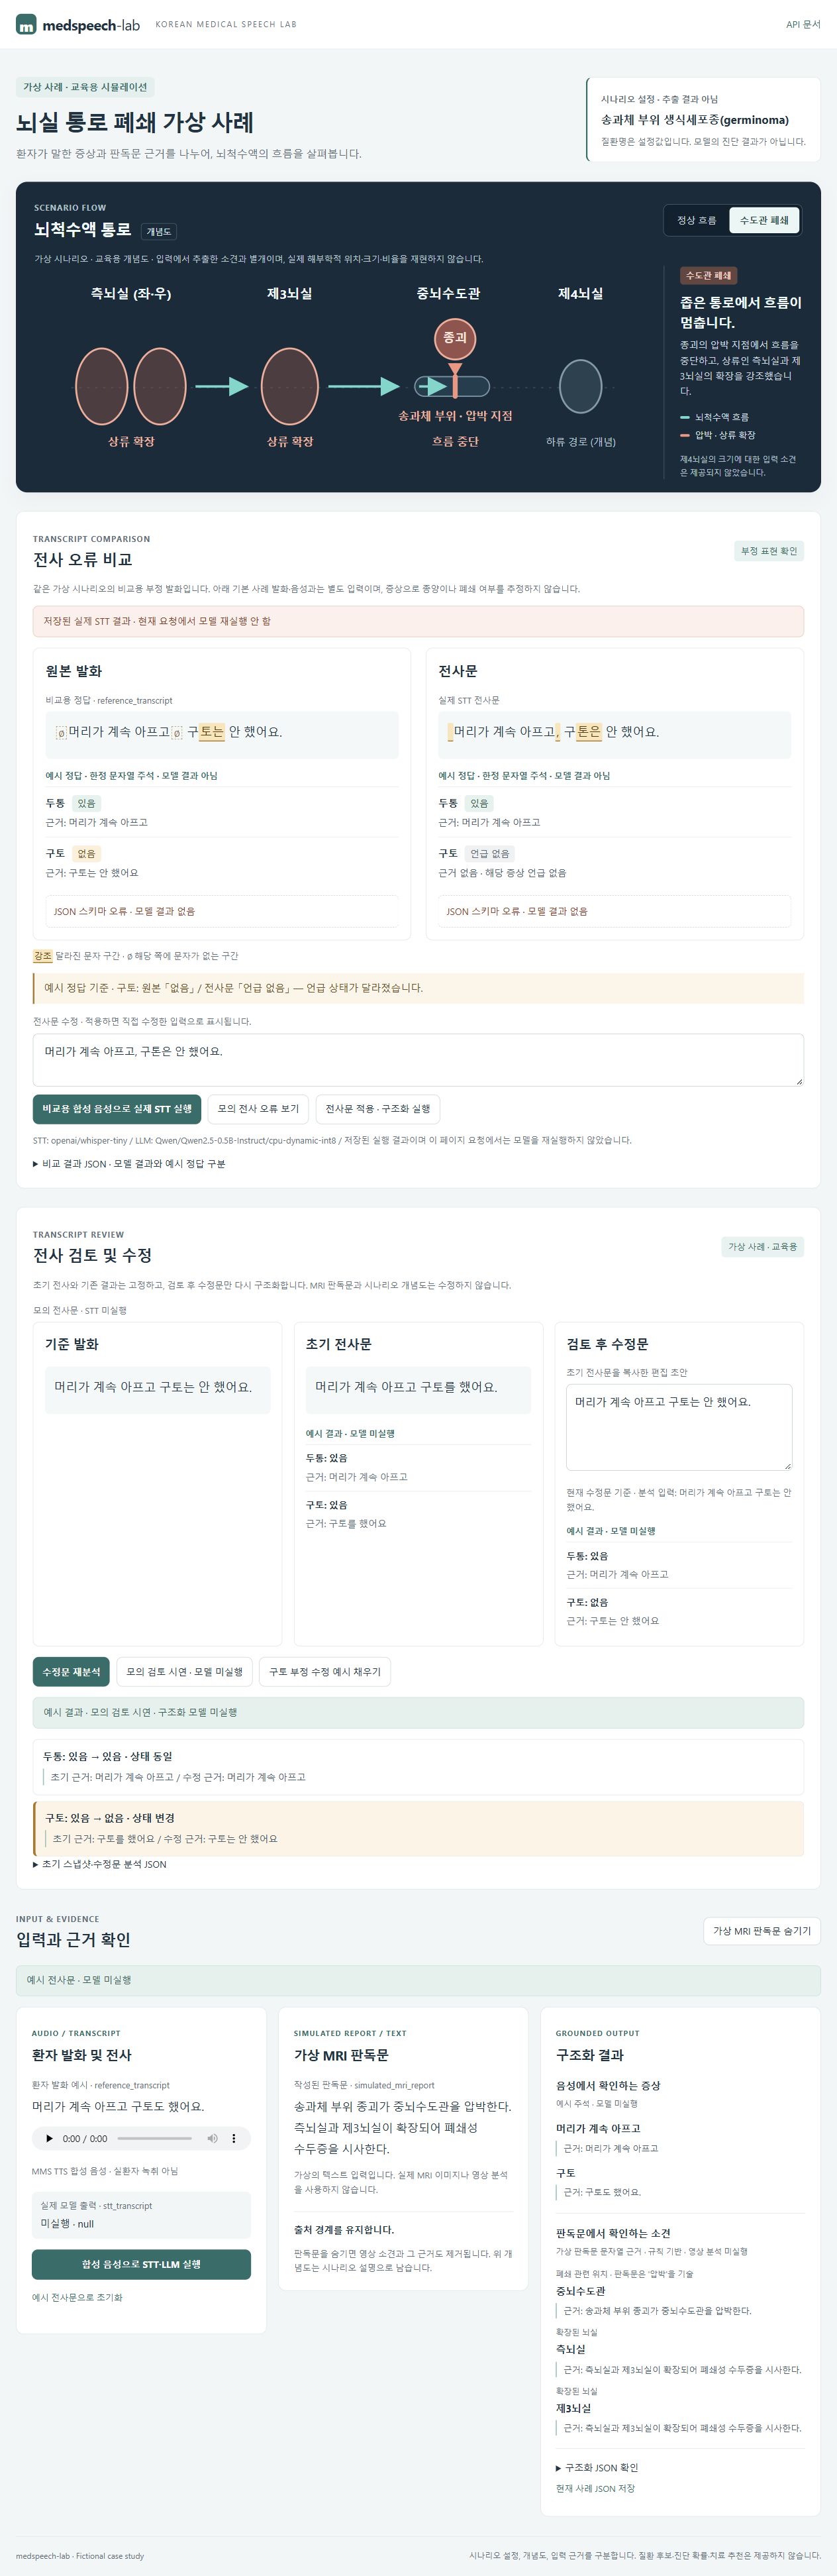 m medspeech-lab KOREAN MEDICAL SPEECH LAB API 문서
가상 사례 · 교육용 시뮬레이션
뇌실 통로 폐쇄 가상 사례
환자가 말한 증상과 판독문 근거를 나누어, 뇌척수액의 흐름을 살펴봅니다.
시나리오 설정 · 추출 결과 아님
송과체 부위 생식세포종(germinoma)
질환명은 설정값입니다. 모델의 진단 결과가 아닙니다.
SCENARIO FLOW
뇌척수액 통로 개념도
정상 흐름 수도관 폐쇄
가상 시나리오 · 교육용 개념도 · 입력에서 추출한 소견과 별개이며, 실제 해부학적 위치·크기·비율을 재현하지 않습니다.
측뇌실 (좌·우) 제3뇌실 중뇌수도관 제4뇌실
종괴
송과체 부위 · 압박 지점
상류 확장 상류 확장 흐름 중단 하류 경로 (개념)
수도관 폐쇄
좁은 통로에서 흐름이
멈춥니다.
종괴의 압박 지점에서 흐름을
중단하고, 상류인 측뇌실과 제
3뇌실의 확장을 강조했습니
다.
뇌척수액 흐름
압박 · 상류 확장
제4뇌실의 크기에 대한 입력 소견
은 제공되지 않았습니다.
TRANSCRIPT COMPARISON
전사 오류 비교
부정 표현 확인
같은 가상 시나리오의 비교용 부정 발화입니다. 아래 기본 사례 발화·음성과는 별도 입력이며, 증상으로 종양이나 폐쇄 여부를 추정하지 않습니다.
저장된 실제 STT 결과 · 현재 요청에서 모델 재실행 안 함
원본 발화
비교용 정답 · reference_transcript
∅머리가 계속 아프고∅ 구토는 안 했어요.
예시 정답 · 한정 문자열 주석 · 모델 결과 아님
두통 있음
근거: 머리가 계속 아프고
구토 없음
근거: 구토는 안 했어요
JSON 스키마 오류 · 모델 결과 없음
전사문
실제 STT 전사문
머리가 계속 아프고, 구톤은 안 했어요.
예시 정답 · 한정 문자열 주석 · 모델 결과 아님
두통 있음
근거: 머리가 계속 아프고
구토 언급 없음
근거 없음 · 해당 증상 언급 없음
JSON 스키마 오류 · 모델 결과 없음
강조 달라진 문자 구간 · ∅ 해당 쪽에 문자가 없는 구간
예시 정답 기준 · 구토: 원본 「없음」 / 전사문 「언급 없음」 — 언급 상태가 달라졌습니다.
전사문 수정 · 적용하면 직접 수정한 입력으로 표시됩니다.
머리가 계속 아프고, 구톤은 안 했어요.
비교용 합성 음성으로 실제 STT 실행 모의 전사 오류 보기 전사문 적용 · 구조화 실행
STT: openai/whisper-tiny / LLM: Qwen/Qwen2.5-0.5B-Instruct/cpu-dynamic-int8 / 저장된 실행 결과이며 이 페이지 요청에서는 모델을 재실행하지 않았습니다.
▶ 비교 결과 JSON · 모델 결과와 예시 정답 구분
TRANSCRIPT REVIEW
전사 검토 및 수정
가상 사례 · 교육용
초기 전사와 기존 결과는 고정하고, 검토 후 수정문만 다시 구조화합니다. MRI 판독문과 시나리오 개념도는 수정하지 않습니다.
모의 전사문 · STT 미실행
기준 발화
머리가 계속 아프고 구토는 안 했어요.
초기 전사문
머리가 계속 아프고 구토를 했어요.
예시 결과 · 모델 미실행
두통: 있음
근거: 머리가 계속 아프고
구토: 있음
근거: 구토를 했어요
검토 후 수정문
초기 전사문을 복사한 편집 초안
머리가 계속 아프고 구토는 안 했어요.
현재 수정문 기준 · 분석 입력: 머리가 계속 아프고 구토는 안
했어요.
예시 결과 · 모델 미실행
두통: 있음
근거: 머리가 계속 아프고
구토: 없음
근거: 구토는 안 했어요
수정문 재분석 모의 검토 시연 · 모델 미실행 구토 부정 수정 예시 채우기
예시 결과 · 모의 검토 시연 · 구조화 모델 미실행
두통: 있음 → 있음 · 상태 동일
초기 근거: 머리가 계속 아프고 / 수정 근거: 머리가 계속 아프고
구토: 있음 → 없음 · 상태 변경
초기 근거: 구토를 했어요 / 수정 근거: 구토는 안 했어요
▶ 초기 스냅샷·수정문 분석 JSON
INPUT & EVIDENCE
입력과 근거 확인
가상 MRI 판독문 숨기기
예시 전사문 · 모델 미실행
AUDIO / TRANSCRIPT
환자 발화 및 전사
환자 발화 예시 · reference_transcript
머리가 계속 아프고 구토도 했어요.
0:00 / 0:00
MMS TTS 합성 음성 · 실환자 녹취 아님
실제 모델 출력 · stt_transcript
미실행 · null
합성 음성으로 STT·LLM 실행
예시 전사문으로 초기화
SIMULATED REPORT / TEXT
가상 MRI 판독문
작성된 판독문 · simulated_mri_report
송과체 부위 종괴가 중뇌수도관을 압박한다.
측뇌실과 제3뇌실이 확장되어 폐쇄성
수두증을 시사한다.
가상의 텍스트 입력입니다. 실제 MRI 이미지나 영상 분석
을 사용하지 않습니다.
출처 경계를 유지합니다.
판독문을 숨기면 영상 소견과 그 근거도 제거됩니다. 위 개
념도는 시나리오 설명으로 남습니다.
GROUNDED OUTPUT
구조화 결과
음성에서 확인하는 증상
예시 주석 · 모델 미실행
머리가 계속 아프고
근거: 머리가 계속 아프고
구토
근거: 구토도 했어요.
판독문에서 확인하는 소견
가상 판독문 문자열 근거 · 규칙 기반 · 영상 분석 미실행
폐쇄 관련 위치 · 판독문은 '압박'을 기술
중뇌수도관
근거: 송과체 부위 종괴가 중뇌수도관을 압박한다.
확장된 뇌실
측뇌실
근거: 측뇌실과 제3뇌실이 확장되어 폐쇄성 수두증을 시사한다.
확장된 뇌실
제3뇌실
근거: 측뇌실과 제3뇌실이 확장되어 폐쇄성 수두증을 시사한다.
▶ 구조화 JSON 확인
현재 사례 JSON 저장
medspeech-lab · Fictional case study
시나리오 설정, 개념도, 입력 근거를 구분합니다. 질환 후보·진단 확률·치료 추천은 제공하지 않습니다.